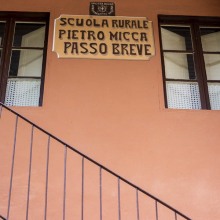 SCUOLA RURALE
PIETRO MICCA
PASSO BREVE